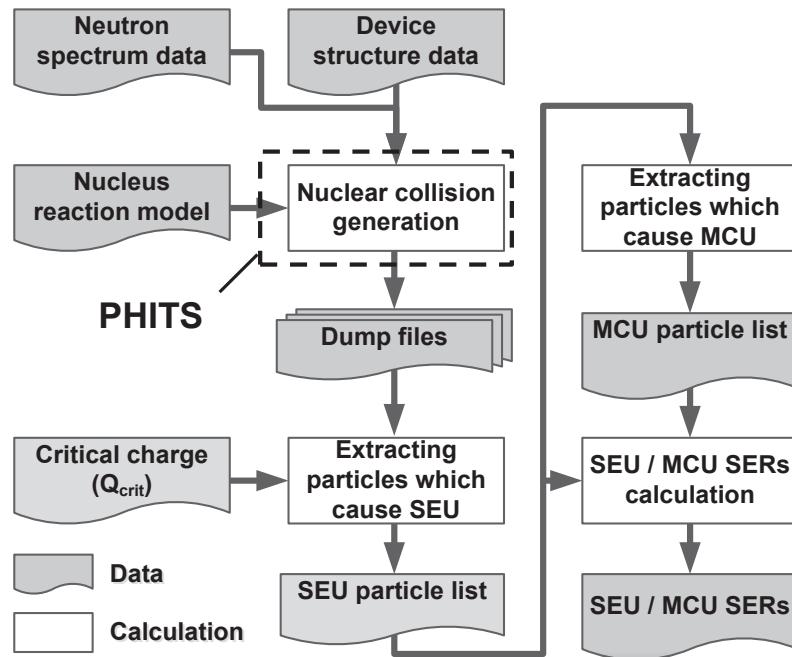 Neutron
spectrum data
Device
structure data
Nucleus
reaction model
Nuclear collision
generation
PHITS
Dump files
Critical charge
(Qcrit)
Extracting
particles which
cause SEU
SEU particle list
Extracting
particles which
cause MCU
MCU particle list
SEU / MCU SERs
calculation
SEU / MCU SERs
Data
Calculation